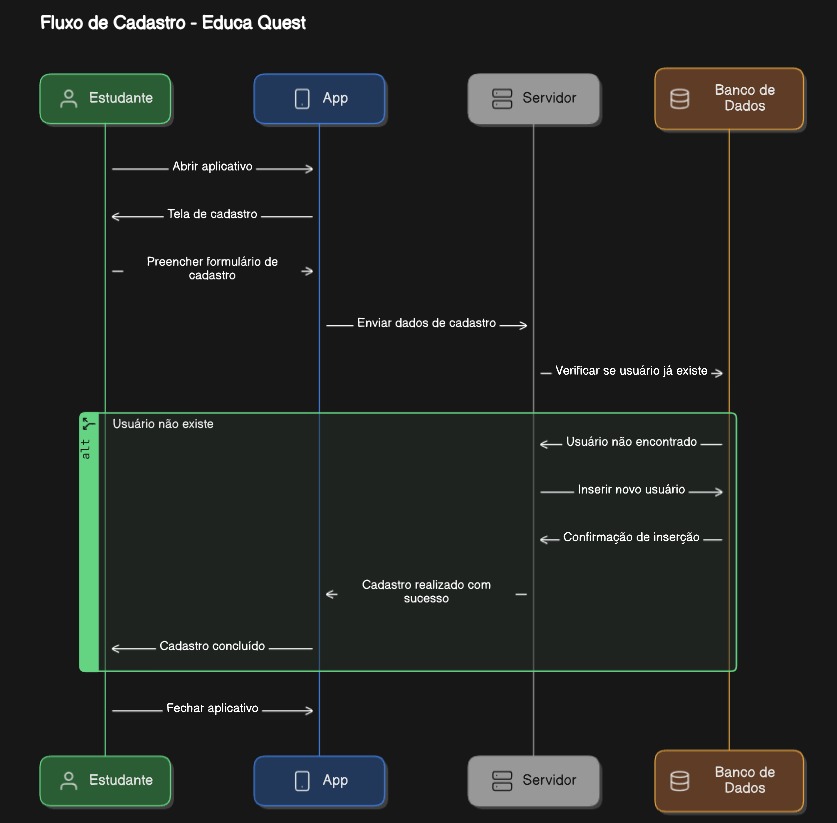 Fluxo de Cadastro - Educa Quest
Estudante
App
Servidor
Banco de
Dados
Abrir aplicativo
Tela de cadastro
Preencher formulário de
cadastro
Enviar dados de cadastro
Verificar se usuário já existe
alt
Usuário não existe
Usuário não encontrado
Inserir novo usuário
Confirmação de inserção
Cadastro realizado com
sucesso
Cadastro concluído
Fechar aplicativo
Estudante
App
Servidor
Banco de
Dados